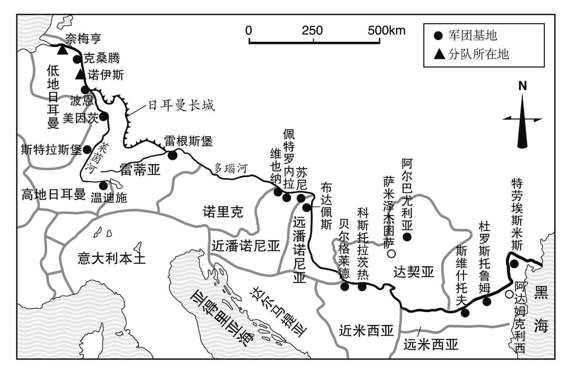 0 250 500km
● 军团基地
▲ 分队所在地
N
奈梅亨
克桑腾
诺伊斯
低地日耳曼
波恩
美因茨
日耳曼长城
斯特拉斯堡
莱茵河
雷根斯堡
雷蒂亚
多瑙河
高地日耳曼
温迪施
维也纳
佩特罗内拉
苏尼
布达佩斯
诺里克
近潘诺尼亚
远潘诺尼亚
意大利本土
亚得里亚海
达尔马提亚
贝尔格莱德
科斯托拉茨热
萨米泽杰图萨
阿尔巴尤利亚
达契亚
斯维什托夫
杜罗斯托鲁姆
特劳埃斯米斯
阿达姆克利西
黑海
近米西亚
远米西亚